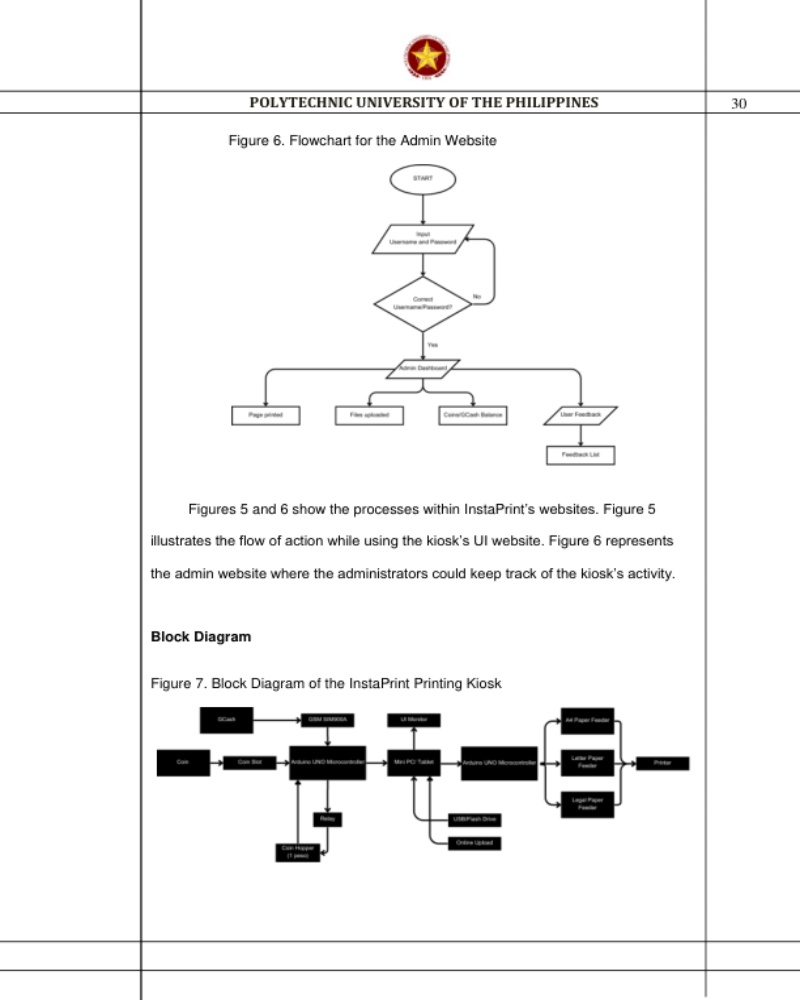 POLYTECHNIC UNIVERSITY OF THE PHILIPPINES
30
Figure 6. Flowchart for the Admin Website
START
Input
Username and Password
Correct
Username/Password?
No
Yes
Admin Dashboard
Page printed
Files uploaded
Coins/GCash Balance
User Feedback
Feedback List
Figures 5 and 6 show the processes within InstaPrint's websites. Figure 5
illustrates the flow of action while using the kiosk's UI website. Figure 6 represents
the admin website where the administrators could keep track of the kiosk's activity.
Block Diagram
Figure 7. Block Diagram of the InstaPrint Printing Kiosk
GCash
GSM SIM900A
UI Monitor
A4 Paper Feeder
Coin
Coin Slot
Arduino UNO Microcontroller
Mini PC/ Tablet
Arduino UNO Microcontroller
Letter Paper
Feeder
Printer
Legal Paper
Feeder
Relay
USB/Flash Drive
Online Upload
Coin Hopper
(1 peso)